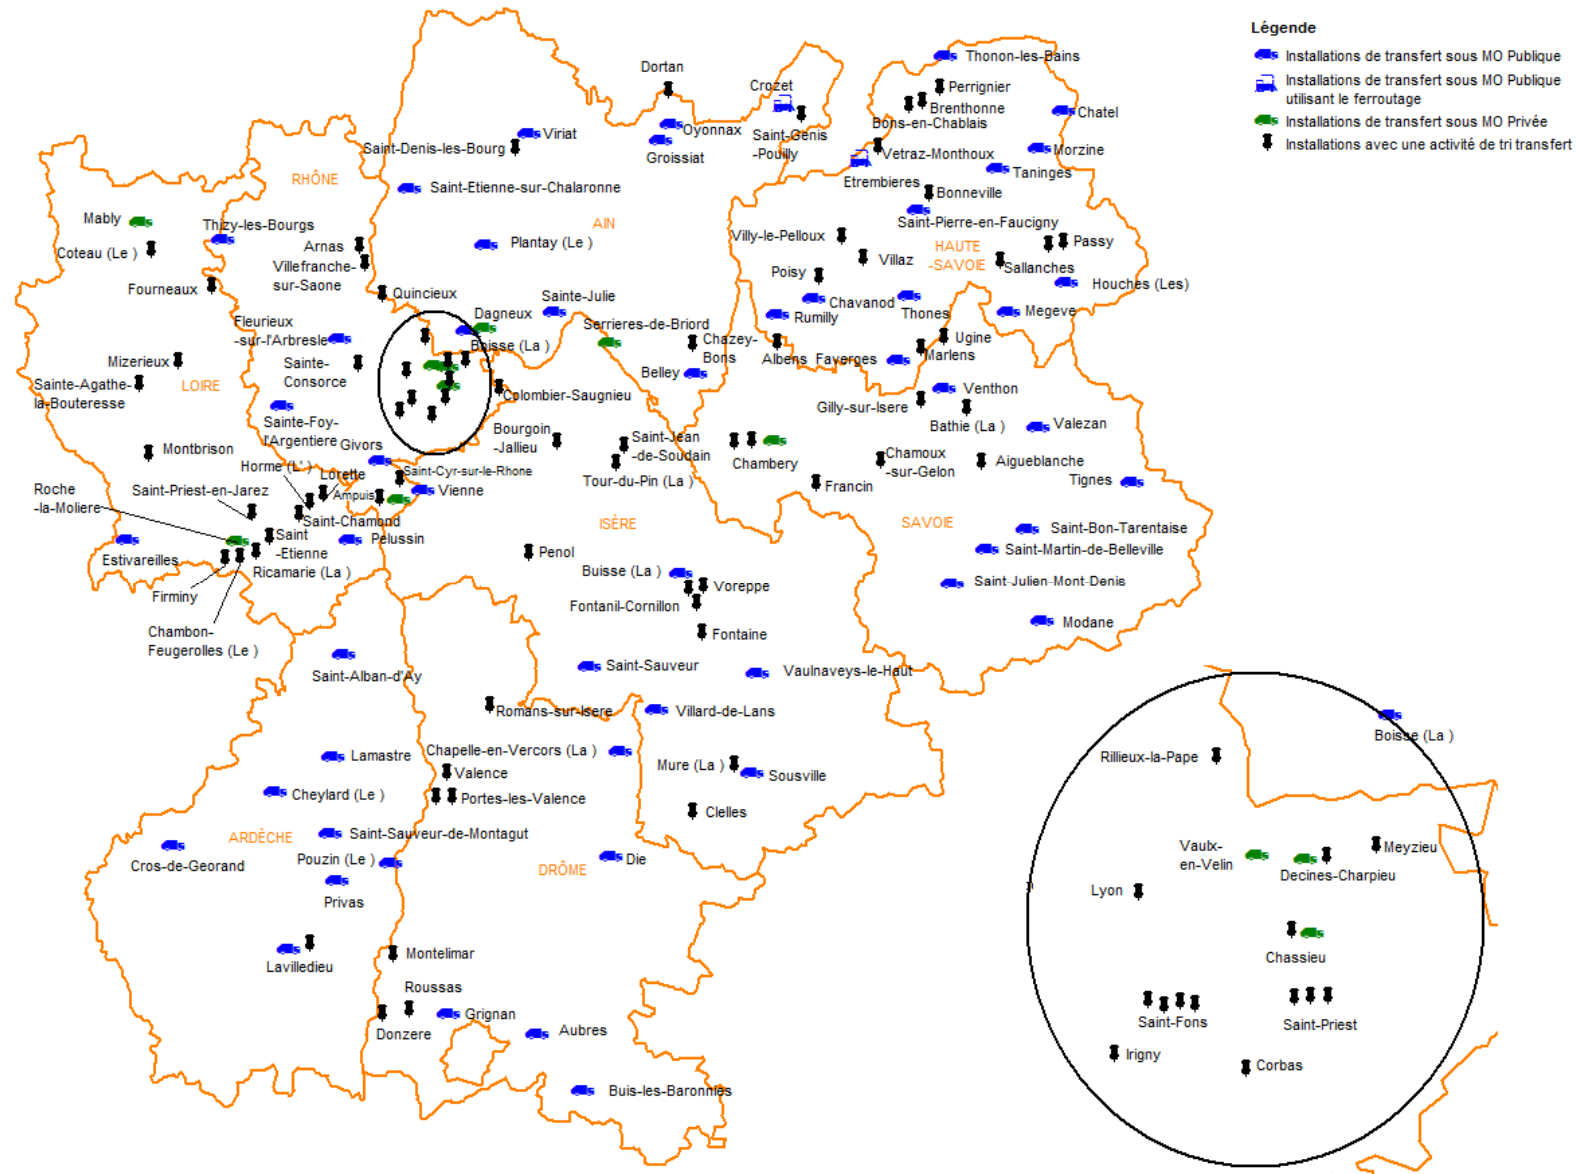 Légende
Installations de transfert sous MO Publique
Installations de transfert sous MO Publique
utilisant le ferroutage
Installations de transfert sous MO Privée
Installations avec une activité de tri transfert
Thonon-les-Bains
Dortan
Crozet
Perrignier
Brenthonne
Bons-en-Chablais
Chatel
Oyonnax
Viriat
Saint-Denis-les-Bourg
Groissiat
Saint-Genis
-Pouilly
Vetraz-Monthoux
Morzine
Taninges
RHÔNE
Saint-Etienne-sur-Chalaronne
Etrembieres
Bonneville
Mably
Thizy-les-Bourgs
AIN
Saint-Pierre-en-Faucigny
Coteau (Le )
Arnas
Plantay (Le )
Villy-le-Pelloux
HAUTE
-SAVOIE
Passy
Villefranche-
sur-Saone
Villaz
Sallanches
Fourneaux
Poisy
Houches (Les)
Quincieux
Sainte-Julie
Chavanod
Thones
Megeve
Dagneux
Rumilly
Fleurieux
-sur-l'Arbresle
Serrieres-de-Briord
Boisse (La )
Chazey-
Bons
Ugine
Marlens
Albens
Faverges
Mizerieux
Sainte-
Consorce
LOIRE
Sainte-Agathe-
la-Bouteresse
Belley
Colombier-Saugnieu
Venthon
Gilly-sur-Isere
Bathie (La )
Sainte-Foy-
l'Argentiere
Bourgoin
-Jallieu
Valezan
Montbrison
Givors
Saint-Jean
-de-Soudain
Chambery
Chamoux
-sur-Gelon
Aigueblanche
Horme (L' )
Lorette
Saint-Cyr-sur-le-Rhone
Tour-du-Pin (La )
Francin
Tignes
Roche
-la-Moliere
Saint-Priest-en-Jarez
Ampuis
Vienne
Saint-Chamond
ISÈRE
SAVOIE
Saint-Bon-Tarentaise
Saint
-Etienne
Pelussin
Saint-Martin-de-Belleville
Estivareilles
Penol
Ricamarie (La )
Buisse (La )
Voreppe
Saint-Julien-Mont-Denis
Firminy
Fontanil-Cornillon
Modane
Chambon-
Feugerolles (Le )
Fontaine
Saint-Alban-d'Ay
Saint-Sauveur
Vaulnaveys-le-Haut
Romans-sur-Isere
Villard-de-Lans
Chapelle-en-Vercors (La )
Lamastre
Mure (La )
Valence
Sousville
Cheylard (Le )
Portes-les-Valence
Clelles
ARDÈCHE
Saint-Sauveur-de-Montagut
Cros-de-Georand
Pouzin (Le )
DRÔME
Die
Privas
Lavilledieu
Montelimar
Roussas
Grignan
Donzere
Aubres
Buis-les-Baronnies
Boisse (La )
Rillieux-la-Pape
Vaulx-
en-Velin
Meyzieu
Decines-Charpieu
Lyon
Chassieu
Saint-Fons
Saint-Priest
Irigny
Corbas